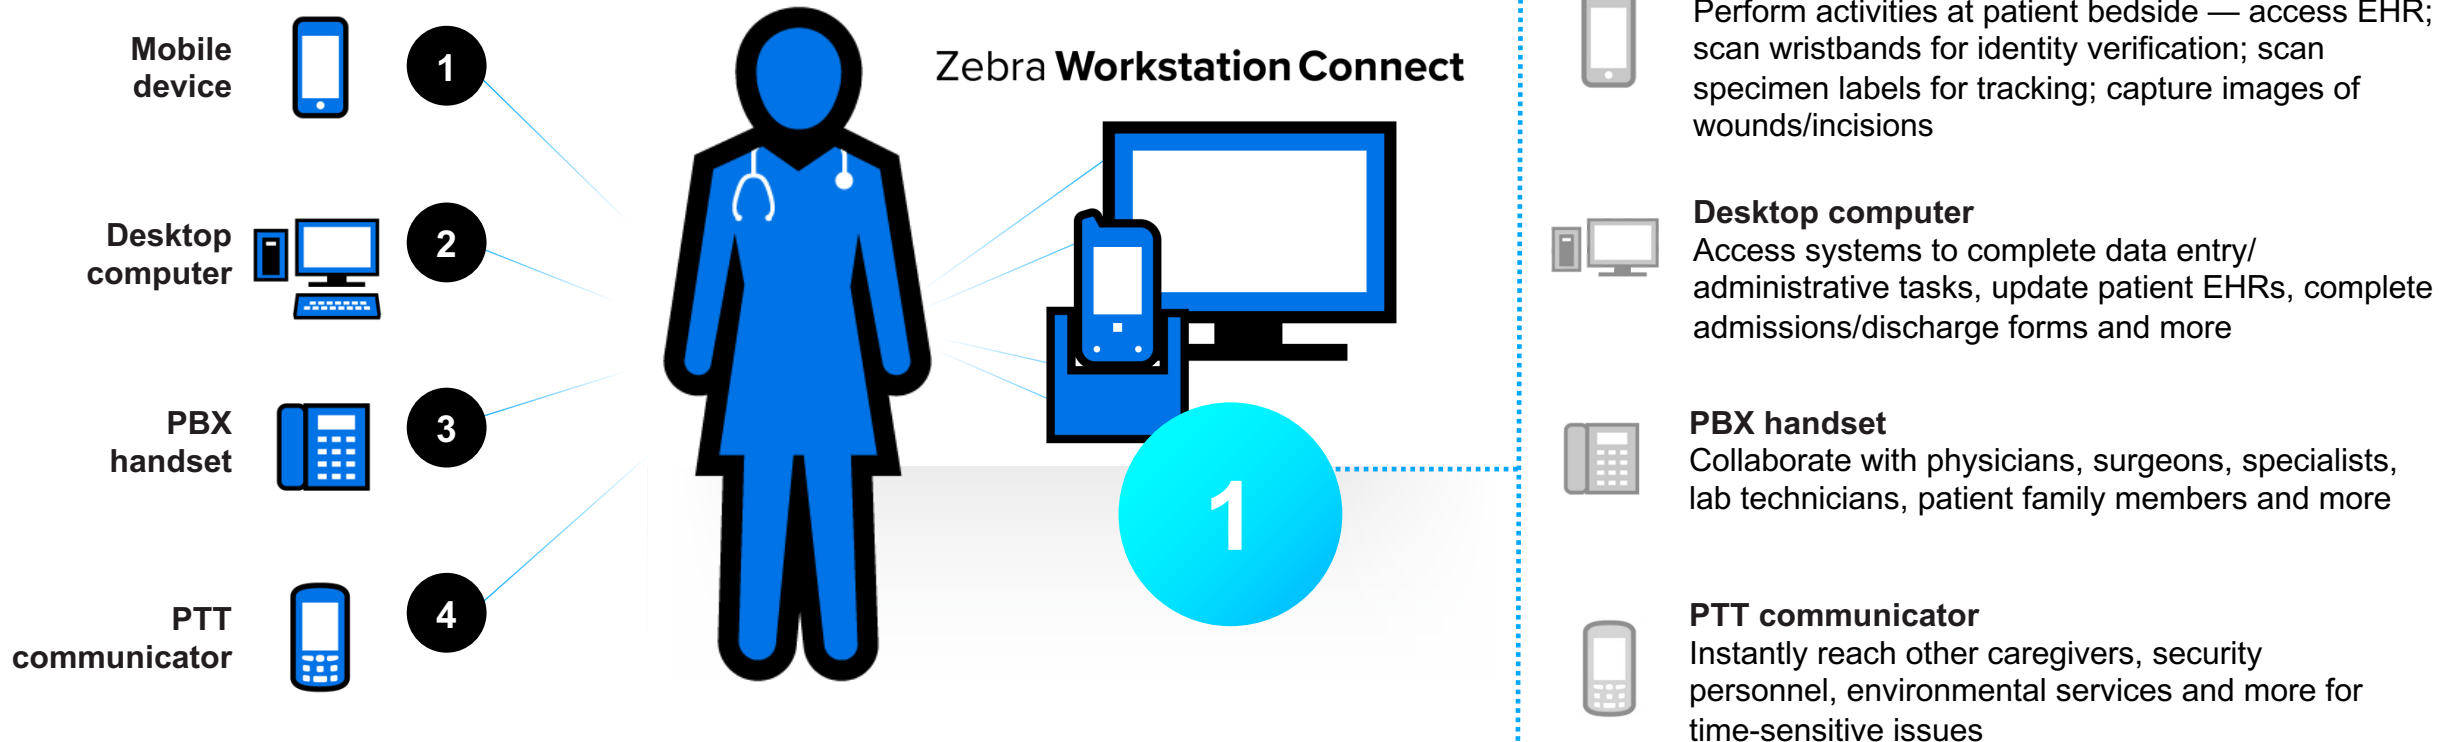 Mobile
device
1
Desktop
computer
2
PBX
handset
3
PTT
communicator
4
Zebra Workstation Connect
1
Perform activities at patient bedside — access EHR;
scan wristbands for identity verification; scan
specimen labels for tracking; capture images of
wounds/incisions
Desktop computer
Access systems to complete data entry/
administrative tasks, update patient EHRs, complete
admissions/discharge forms and more
PBX handset
Collaborate with physicians, surgeons, specialists,
lab technicians, patient family members and more
PTT communicator
Instantly reach other caregivers, security
personnel, environmental services and more for
time-sensitive issues